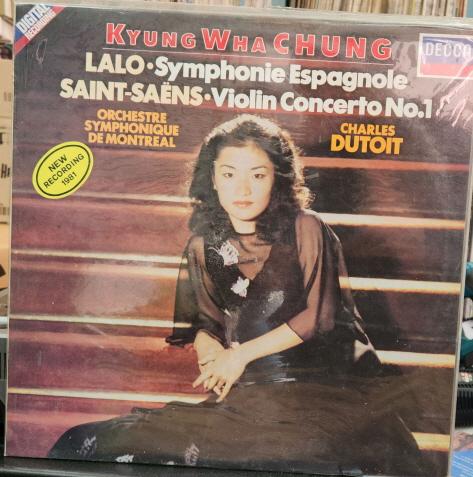 DIGITAL
RECORDING
KYUNG WHA CHUNG
DECCA
LALO·Symphonie Espagnole
SAINT-SAËNS·Violin Concerto No.1
ORCHESTRE
SYMPHONIQUE
DE MONTREAL
CHARLES
DUTOIT
NEW
RECORDING
1981